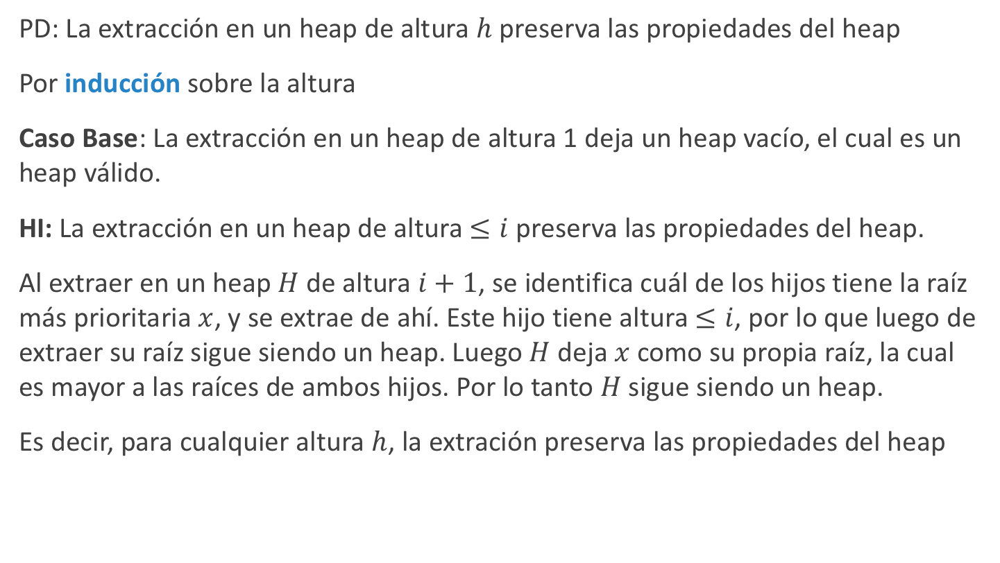 PD: La extracción en un heap de altura ℎ preserva las propiedades del heap
Por inducción sobre la altura
Caso Base: La extracción en un heap de altura 1 deja un heap vacío, el cual es un
heap válido.
HI: La extracción en un heap de altura ≤ 𝑖 preserva las propiedades del heap.
Al extraer en un heap 𝐻 de altura 𝑖 + 1, se identifica cuál de los hijos tiene la raíz
más prioritaria 𝑥, y se extrae de ahí. Este hijo tiene altura ≤ 𝑖, por lo que luego de
extraer su raíz sigue siendo un heap. Luego 𝐻 deja 𝑥 como su propia raíz, la cual
es mayor a las raíces de ambos hijos. Por lo tanto 𝐻 sigue siendo un heap.
Es decir, para cualquier altura ℎ, la extración preserva las propiedades del heap